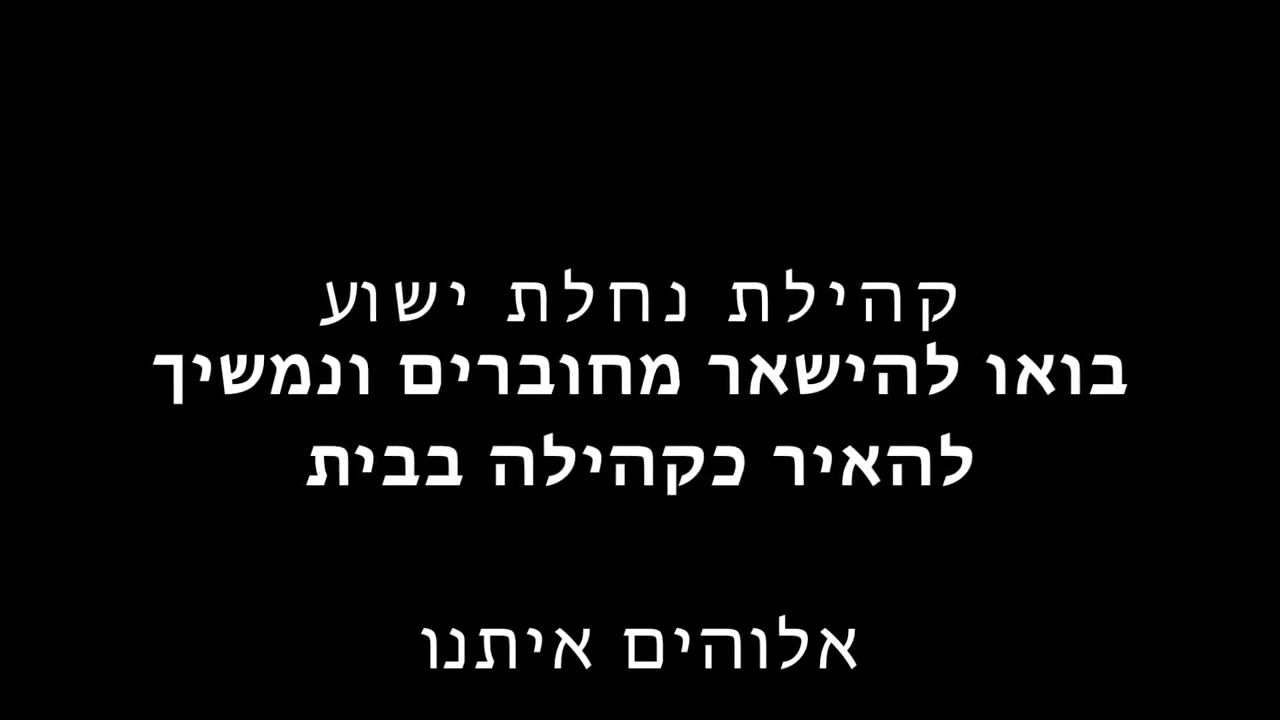 קהילת נחלת ישוע
בואו להישאר מחוברים ונמשיך
להאיר כקהילה בבית
אלוהים איתנו